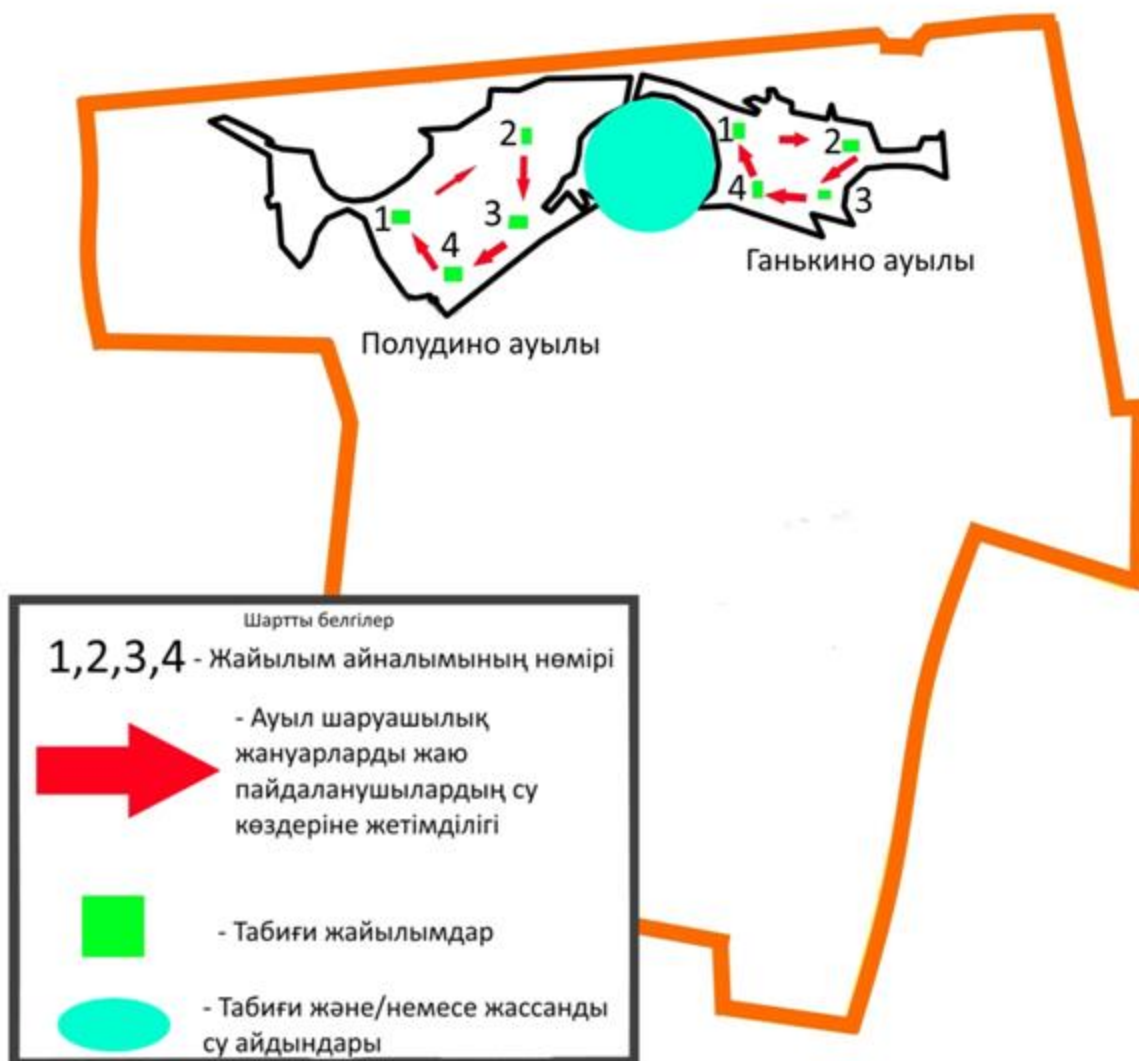 2
1
3
4
Полудино ауылы
1
2
4
3
Ганькино ауылы
Шартты белгілер
1,2,3,4 - Жайылым айналымының нөмірі
- Ауыл шаруашылық
жануарларды жаю
пайдаланушылардың су
көздеріне жетімділігі
- Табиғи жайылымдар
- Табиғи және/немесе жассанды
су айдындары